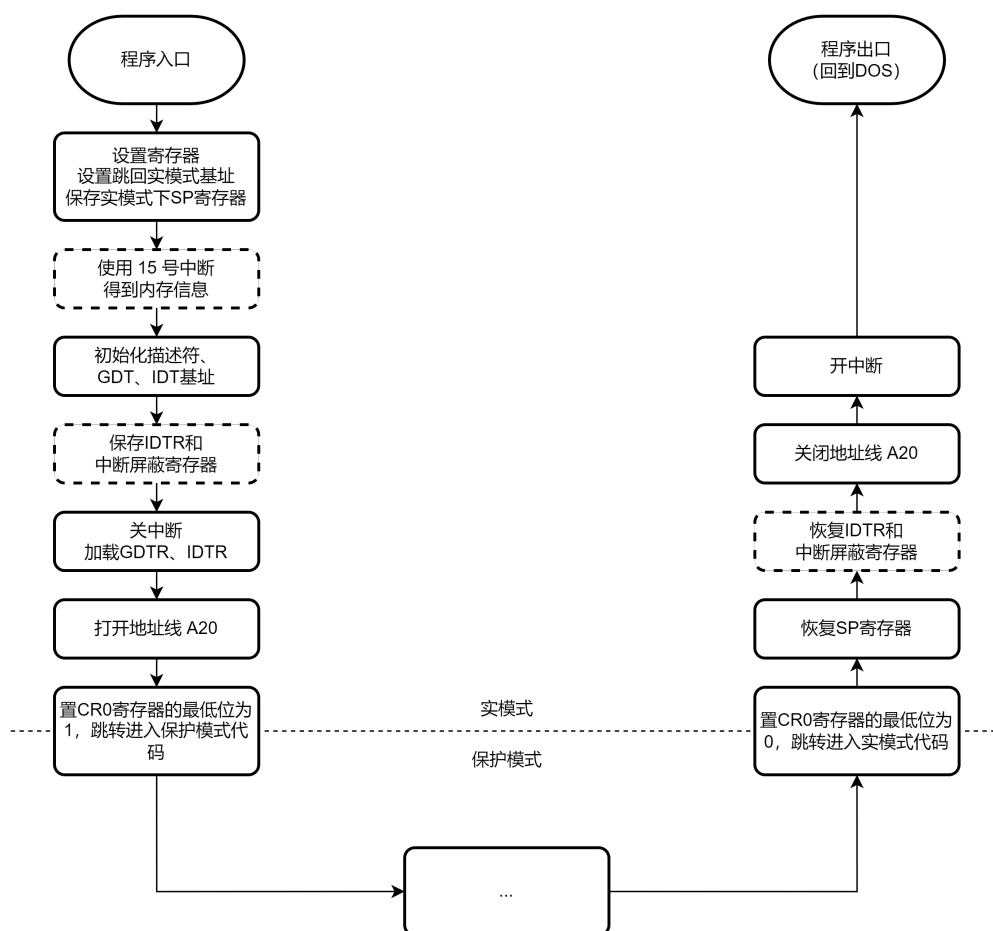 程序入口
设置寄存器
设置跳回实模式基址
保存实模式下SP寄存器
使用 15 号中断
得到内存信息
初始化描述符、
GDT、IDT基址
保存IDTR和
中断屏蔽寄存器
关中断
加载GDTR、IDTR
打开地址线 A20
置CR0寄存器的最低位为
1，跳转进入保护模式代
码
实模式
保护模式
...
置CR0寄存器的最低位为
0，跳转进入实模式代码
恢复SP寄存器
恢复IDTR和
中断屏蔽寄存器
关闭地址线 A20
开中断
程序出口
（回到DOS）